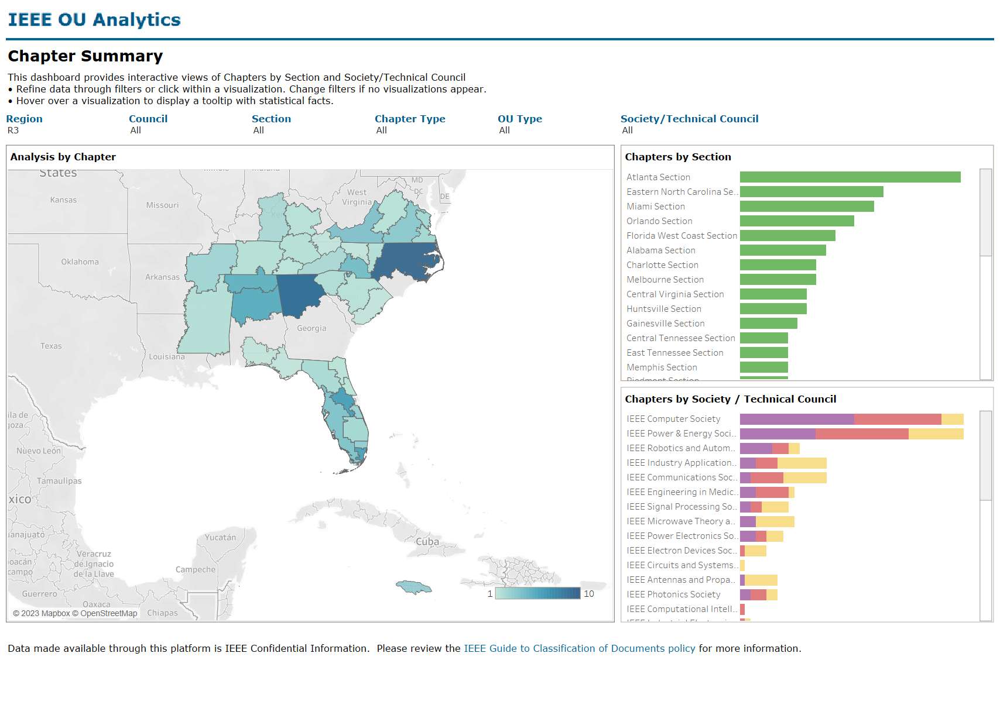 IEEE OU Analytics
Chapter Summary
This dashboard provides interactive views of Chapters by Section and Society/Technical Council
• Refine data through filters or click within a visualization. Change filters if no visualizations appear.
• Hover over a visualization to display a tooltip with statistical facts.
Region
R3
Council
All
Section
All
Chapter Type
All
OU Type
All
Society/Technical Council
All
Analysis by Chapter
States
Kansas
Missouri
West
Virginia
MD
DC
DE
Oklahoma
Arkansas
Georgia
Texas
Louisiana
ila de
goza
Nuevo León
Tamaulipas
xico
Yucatán
Cuba
uanajuato
Veracruz
de Ignacio
de la Llave
noacán
campo
Campeche
Guerrero
Oaxaca
Chiapas
1
10
© 2023 Mapbox © OpenStreetMap
Chapters by Section
Atlanta Section
Eastern North Carolina Se..
Miami Section
Orlando Section
Florida West Coast Section
Alabama Section
Charlotte Section
Melbourne Section
Central Virginia Section
Huntsville Section
Gainesville Section
Central Tennessee Section
East Tennessee Section
Memphis Section
Piedmont Section
Chapters by Society / Technical Council
IEEE Computer Society
IEEE Power & Energy Soci..
IEEE Robotics and Autom..
IEEE Industry Application..
IEEE Communications Soc..
IEEE Engineering in Medic..
IEEE Signal Processing So..
IEEE Microwave Theory a..
IEEE Power Electronics So..
IEEE Electron Devices Soc..
IEEE Circuits and Systems..
IEEE Antennas and Propa..
IEEE Photonics Society
IEEE Computational Intell..
Data made available through this platform is IEEE Confidential Information.  Please review the IEEE Guide to Classification of Documents policy for more information.